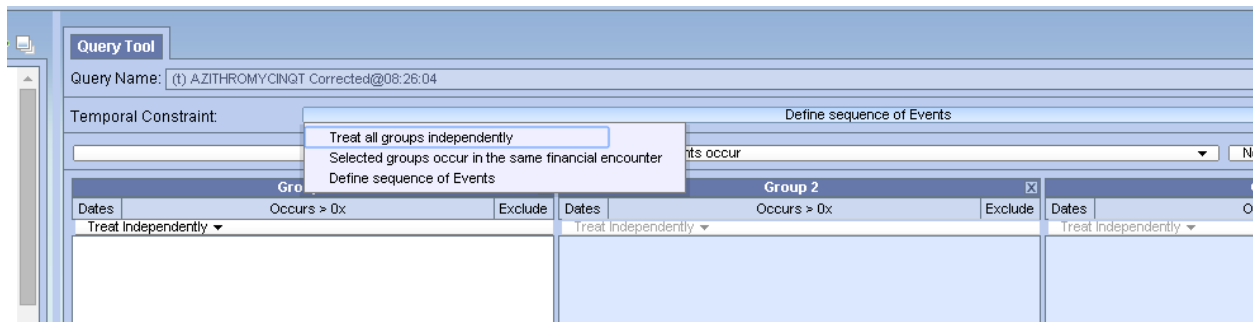 Query Tool
Query Name: (t) AZITHROMYCINQT Corrected@08:26:04
Temporal Constraint: Define sequence of Events
Treat all groups independently
Selected groups occur in the same financial encounter
Define sequence of Events
nts occur
Gro Group 2 X
Dates Occurs > 0x Exclude Dates Occurs > 0x Exclude Dates
Treat Independently Treat Independently Treat Independently